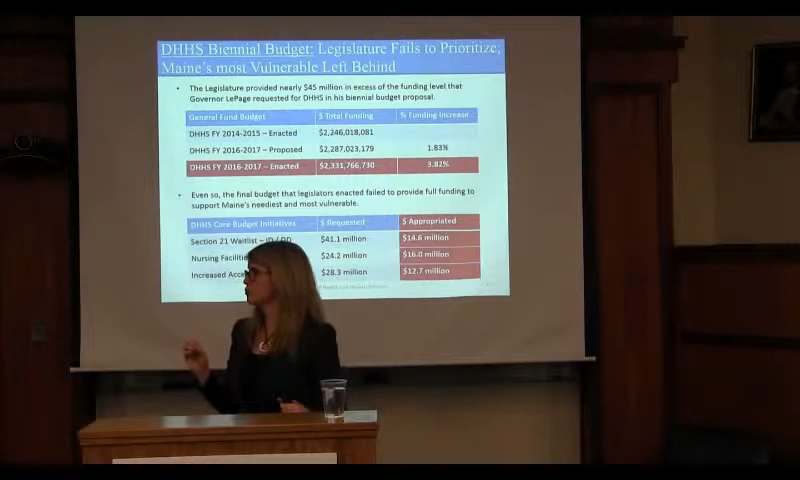 DHHS Biennial Budget: Legislature Fails to Prioritize;
Maine's most Vulnerable Left Behind
• The Legislature provided nearly $45 million in excess of the funding level that
Governor LePage requested for DHHS in his biennial budget proposal.
General Fund Budget $ Total Funding % Funding Increase
DHHS FY 2014-2015 – Enacted $2,246,018,081
DHHS FY 2016-2017 – Proposed $2,287,023,179 1.83%
DHHS FY 2016-2017 – Enacted $2,331,766,730 3.82%
• Even so, the final budget that legislators enacted failed to provide full funding to
support Maine's neediest and most vulnerable.
DHHS Core Budget Initiatives $ Requested $ Appropriated
Section 21 Waitlist – ID / DD $41.1 million $14.6 million
Nursing $24.2 million $16.0 million
Increased $28.3 million $12.7 million
Health and Human Services